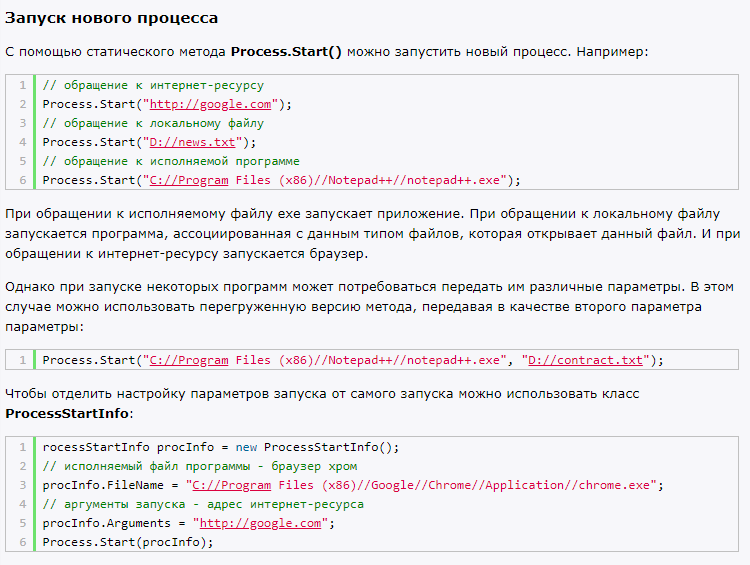 Запуск нового процесса
С помощью статического метода Process.Start() можно запустить новый процесс. Например:
1 // обращение к интернет-ресурсу
2 Process.Start("http://google.com");
3 // обращение к локальному файлу
4 Process.Start("D://news.txt");
5 // обращение к исполняемой программе
6 Process.Start("C://Program Files (x86)//Notepad++//notepad++.exe");
При обращении к исполняемому файлу exe запускает приложение. При обращении к локальному файлу
запускается программа, ассоциированная с данным типом файлов, которая открывает данный файл. И при
обращении к интернет-ресурсу запускается браузер.
Однако при запуске некоторых программ может потребоваться передать им различные параметры. В этом
случае можно использовать перегруженную версию метода, передавая в качестве второго параметра
параметры:
1 Process.Start("C://Program Files (x86)//Notepad++//notepad++.exe", "D://contract.txt");
Чтобы отделить настройку параметров запуска от самого запуска можно использовать класс
ProcessStartInfo:
1 rocessStartInfo procInfo = new ProcessStartInfo();
2 // исполняемый файл программы - браузер хром
3 procInfo.FileName = "C://Program Files (x86)//Google//Chrome//Application//chrome.exe";
4 // аргументы запуска - адрес интернет-ресурса
5 procInfo.Arguments = "http://google.com";
6 Process.Start(procInfo);